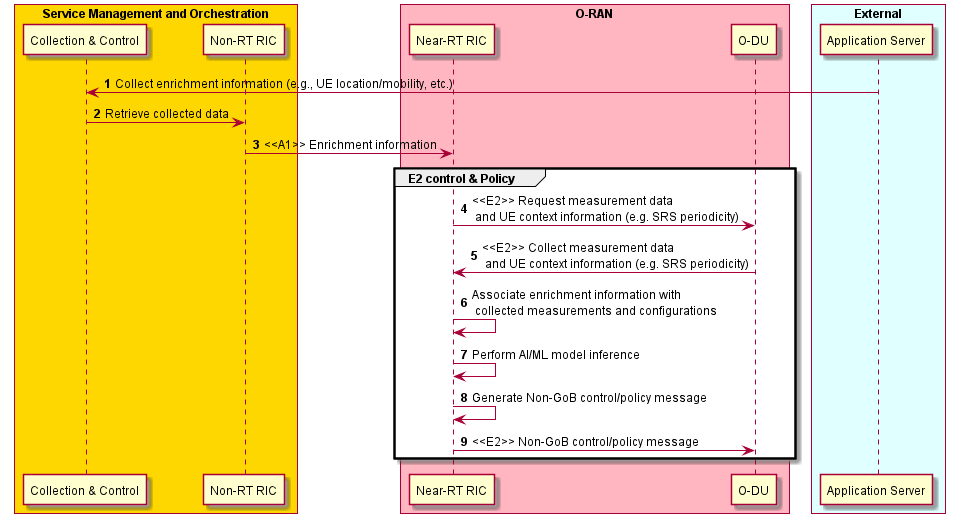 Service Management and Orchestration
O-RAN
External
Collection & Control
Non-RT RIC
Near-RT RIC
O-DU
Application Server
1 Collect enrichment information (e.g., UE location/mobility, etc.)
2 Retrieve collected data
3 <<A1>> Enrichment information
E2 control & Policy
4 <<E2>> Request measurement data
and UE context information (e.g. SRS periodicity)
5 <<E2>> Collect measurement data
and UE context information (e.g. SRS periodicity)
6 Associate enrichment information with
collected measurements and configurations
7 Perform AI/ML model inference
8 Generate Non-GoB control/policy message
9 <<E2>> Non-GoB control/policy message
Collection & Control
Non-RT RIC
Near-RT RIC
O-DU
Application Server